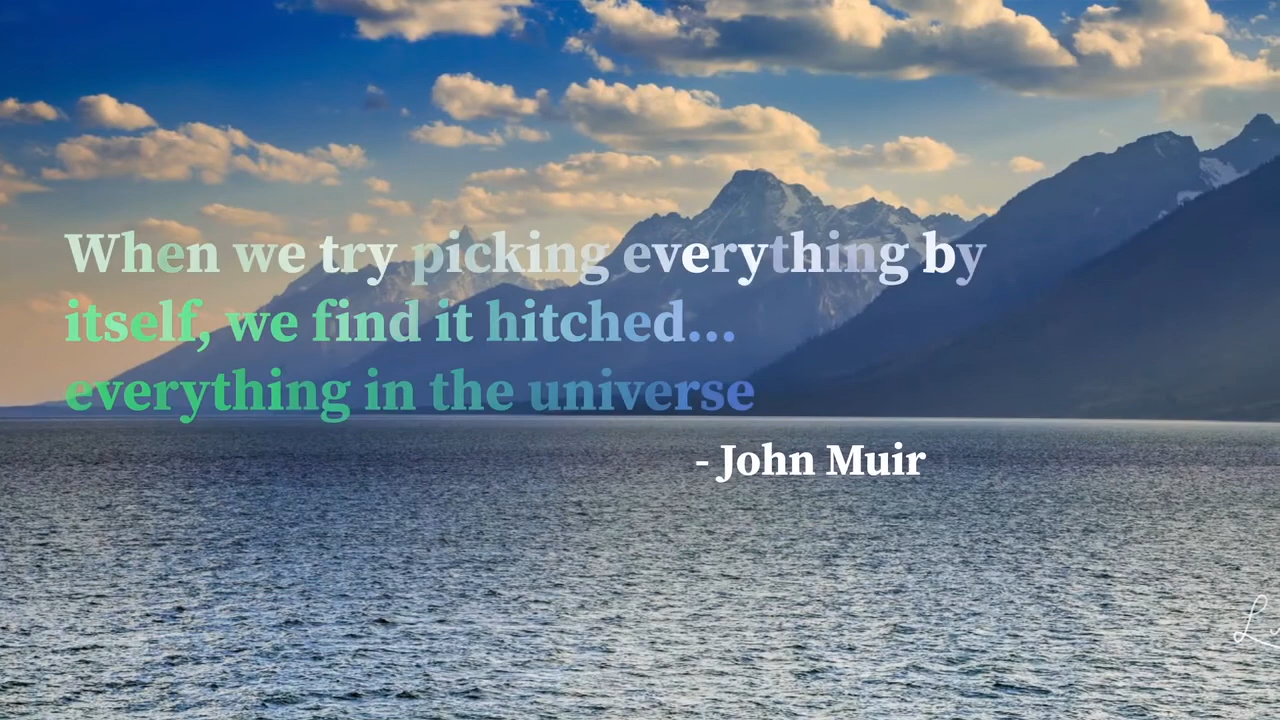 When we try picking everything by
itself, we find it hitched...
everything in the universe
- John Muir